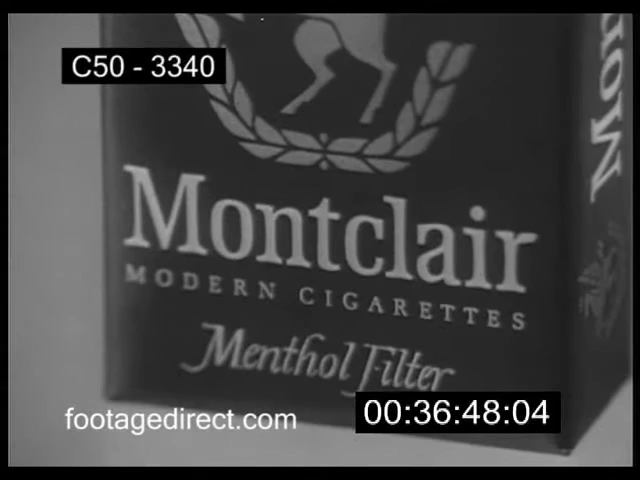 C50 - 3340
Montclair
MODERN CIGARETTES
Menthol Filter
footagedirect.com
00:36:48:04